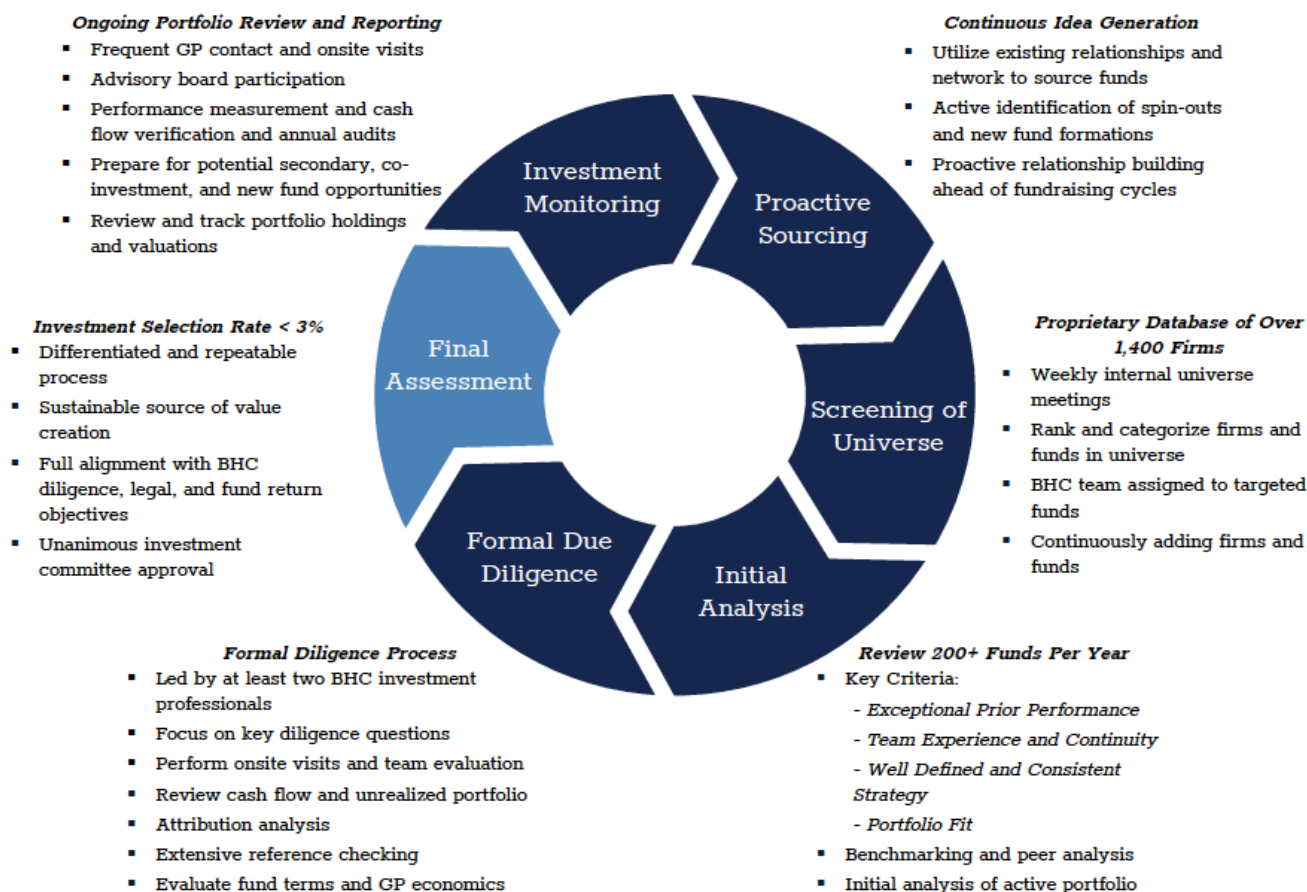 Ongoing Portfolio Review and Reporting
▪ Frequent GP contact and onsite visits
▪ Advisory board participation
▪ Performance measurement and cash
flow verification and annual audits
▪ Prepare for potential secondary, co-
investment, and new fund opportunities
▪ Review and track portfolio holdings
and valuations
Continuous Idea Generation
▪ Utilize existing relationships and
network to source funds
▪ Active identification of spin-outs
and new fund formations
▪ Proactive relationship building
ahead of fundraising cycles
Investment
Monitoring
Proactive
Sourcing
Investment Selection Rate < 3%
▪ Differentiated and repeatable
process
▪ Sustainable source of value
creation
▪ Full alignment with BHC
diligence, legal, and fund return
objectives
▪ Unanimous investment
committee approval
Final
Assessment
Screening of
Universe
Proprietary Database of Over
1,400 Firms
▪ Weekly internal universe
meetings
▪ Rank and categorize firms and
funds in universe
▪ BHC team assigned to targeted
funds
▪ Continuously adding firms and
funds
Formal Due
Diligence
Initial
Analysis
Formal Diligence Process
▪ Led by at least two BHC investment
professionals
▪ Focus on key diligence questions
▪ Perform onsite visits and team evaluation
▪ Review cash flow and unrealized portfolio
▪ Attribution analysis
▪ Extensive reference checking
▪ Evaluate fund terms and GP economics
Review 200+ Funds Per Year
▪ Key Criteria:
- Exceptional Prior Performance
- Team Experience and Continuity
- Well Defined and Consistent
Strategy
- Portfolio Fit
▪ Benchmarking and peer analysis
▪ Initial analysis of active portfolio